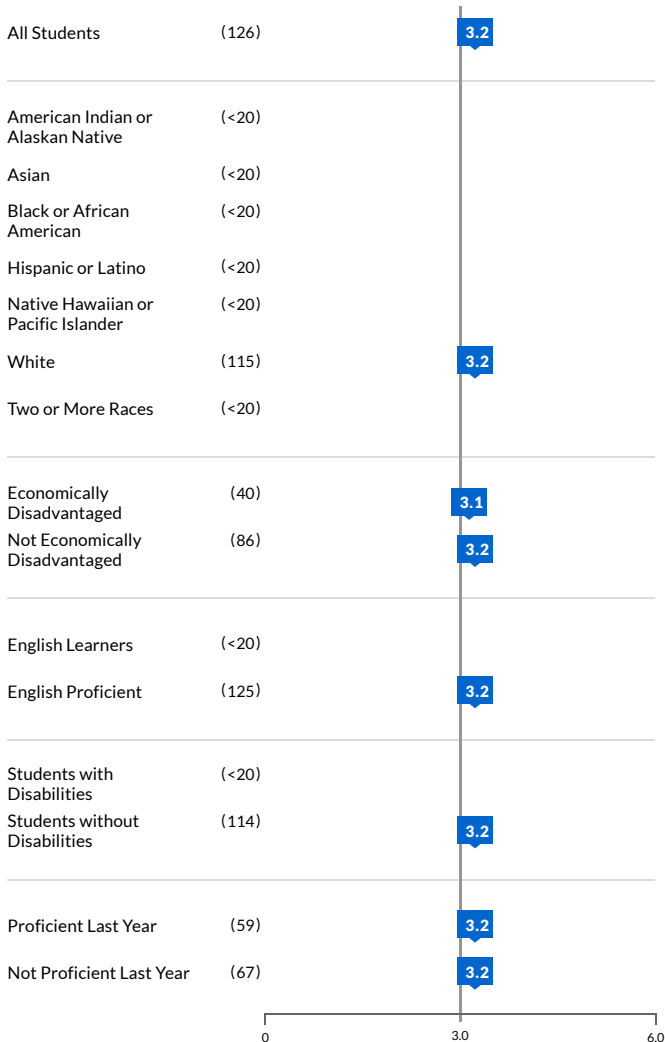 All Students (126) 3.2
American Indian or (<20)
Alaskan Native
Asian (<20)
Black or African (<20)
American
Hispanic or Latino (<20)
Native Hawaiian or (<20)
Pacific Islander
White (115) 3.2
Two or More Races (<20)
Economically (40) 3.1
Disadvantaged
Not Economically (86) 3.2
Disadvantaged
English Learners (<20)
English Proficient (125) 3.2
Students with (<20)
Disabilities
Students without (114) 3.2
Disabilities
Proficient Last Year (59) 3.2
Not Proficient Last Year (67) 3.2
0 3.0 6.0